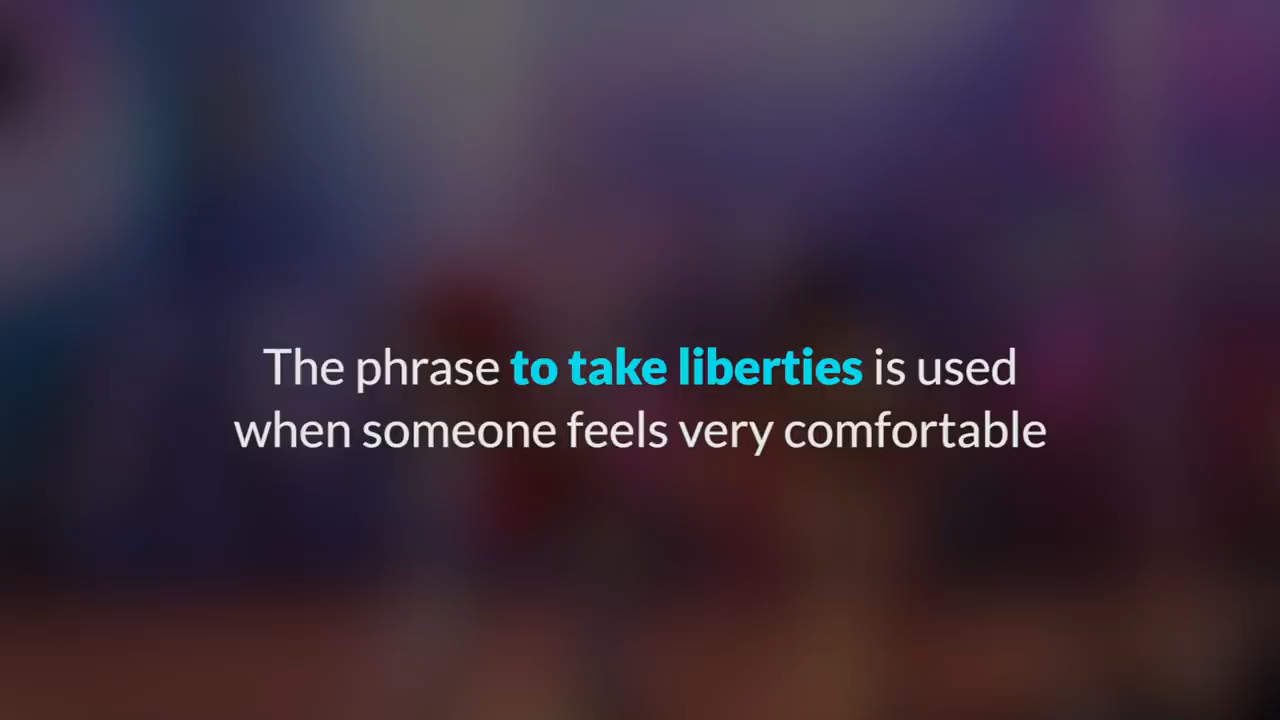 The phrase to take liberties is used
when someone feels very comfortable